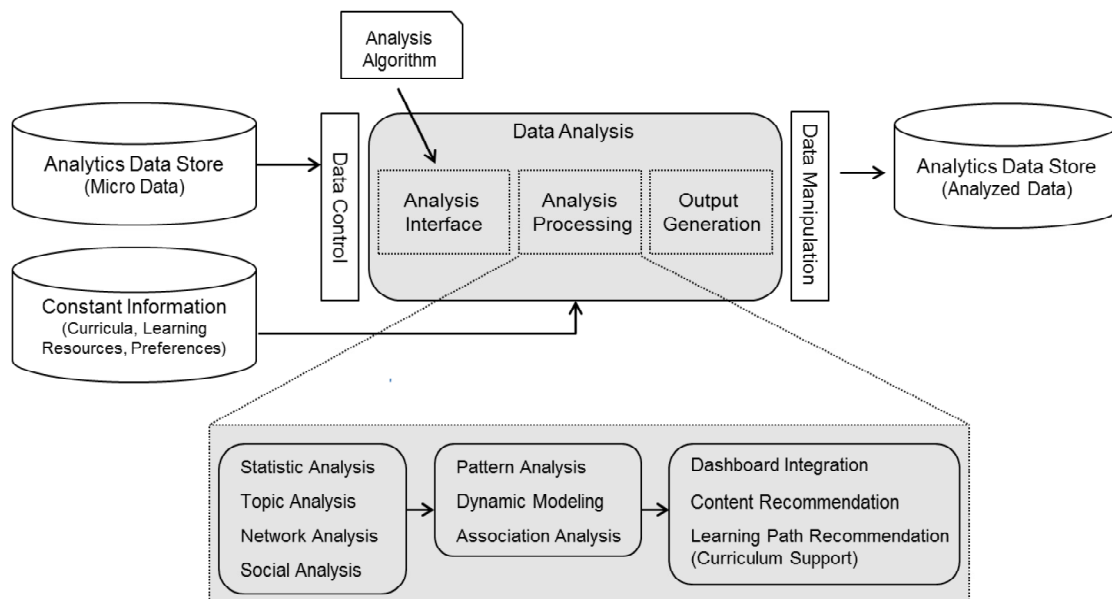 Analysis
Algorithm
Analytics Data Store
(Micro Data)
Data Control
Data Analysis
Analysis
Interface
Analysis
Processing
Output
Generation
Data Manipulation
Analytics Data Store
(Analyzed Data)
Constant Information
(Curricula, Learning
Resources, Preferences)
Statistic Analysis
Topic Analysis
Network Analysis
Social Analysis
Pattern Analysis
Dynamic Modeling
Association Analysis
Dashboard Integration
Content Recommendation
Learning Path Recommendation
(Curriculum Support)